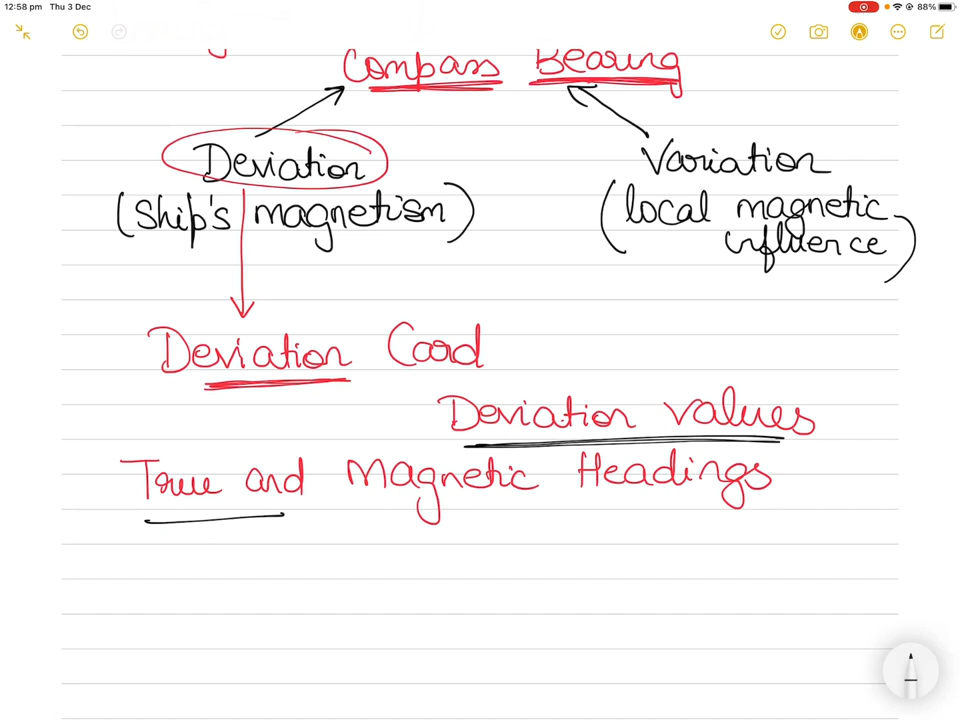 12:58 pm Thu 3 Dec 88%
Compass Bearing
Deviation Variation
(ship's magnetism) (local magnetic
influence)
Deviation Card
Deviation values
True and Magnetic Headings